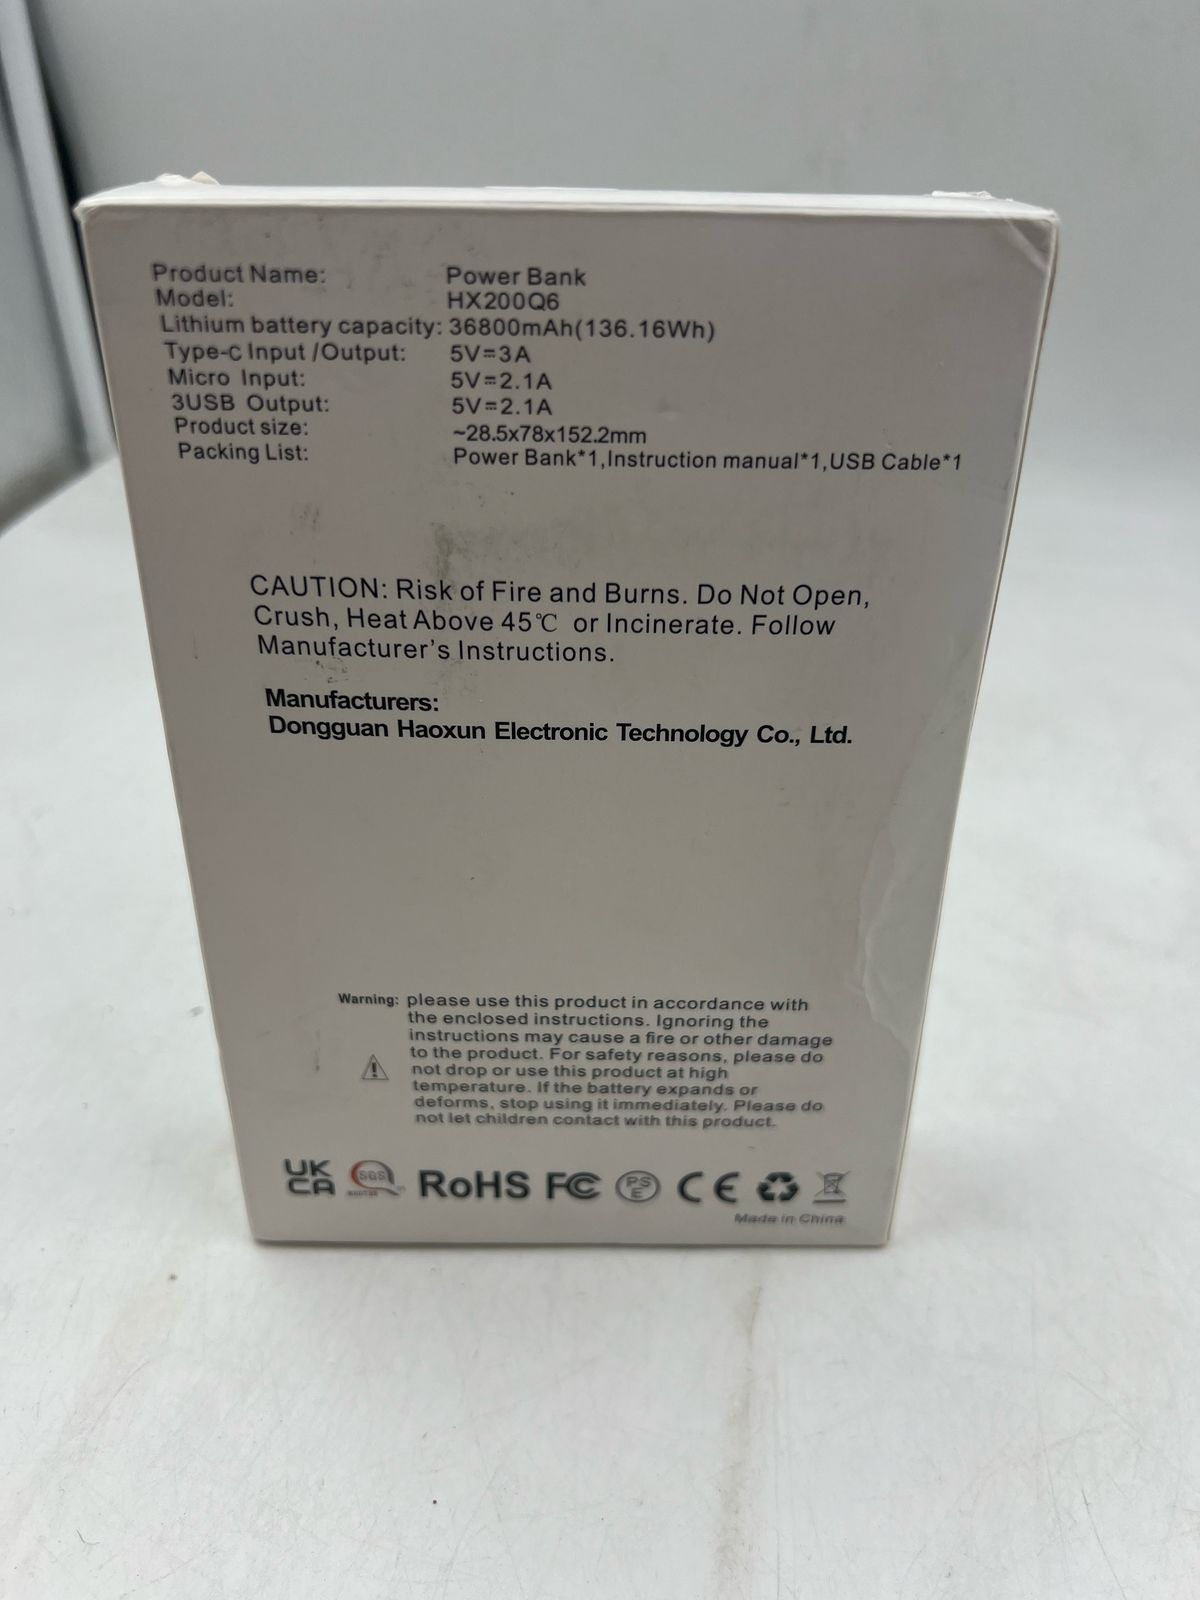 Product Name: Power Bank
Model: HX200Q6
Lithium battery capacity: 36800mAh(136.16Wh)
Type-C Input /Output: 5V=3A
Micro Input: 5V=2.1A
3USB Output: 5V=2.1A
Product size: ~28.5x78x152.2mm
Packing List: Power Bank*1,Instruction manual*1,USB Cable*1
CAUTION: Risk of Fire and Burns. Do Not Open,
Crush, Heat Above 45℃ or Incinerate. Follow
Manufacturer's Instructions.
Manufacturers:
Dongguan Haoxun Electronic Technology Co., Ltd.
Warning: please use this product in accordance with
the enclosed instructions. Ignoring the
instructions may cause a fire or other damage
to the product. For safety reasons, please do
not drop or use this product at high
temperature. If the battery expands or
deforms, stop using it immediately. Please do
not let children contact with this product.
UK CA SGS RoHS FC PSE CE
Made in China